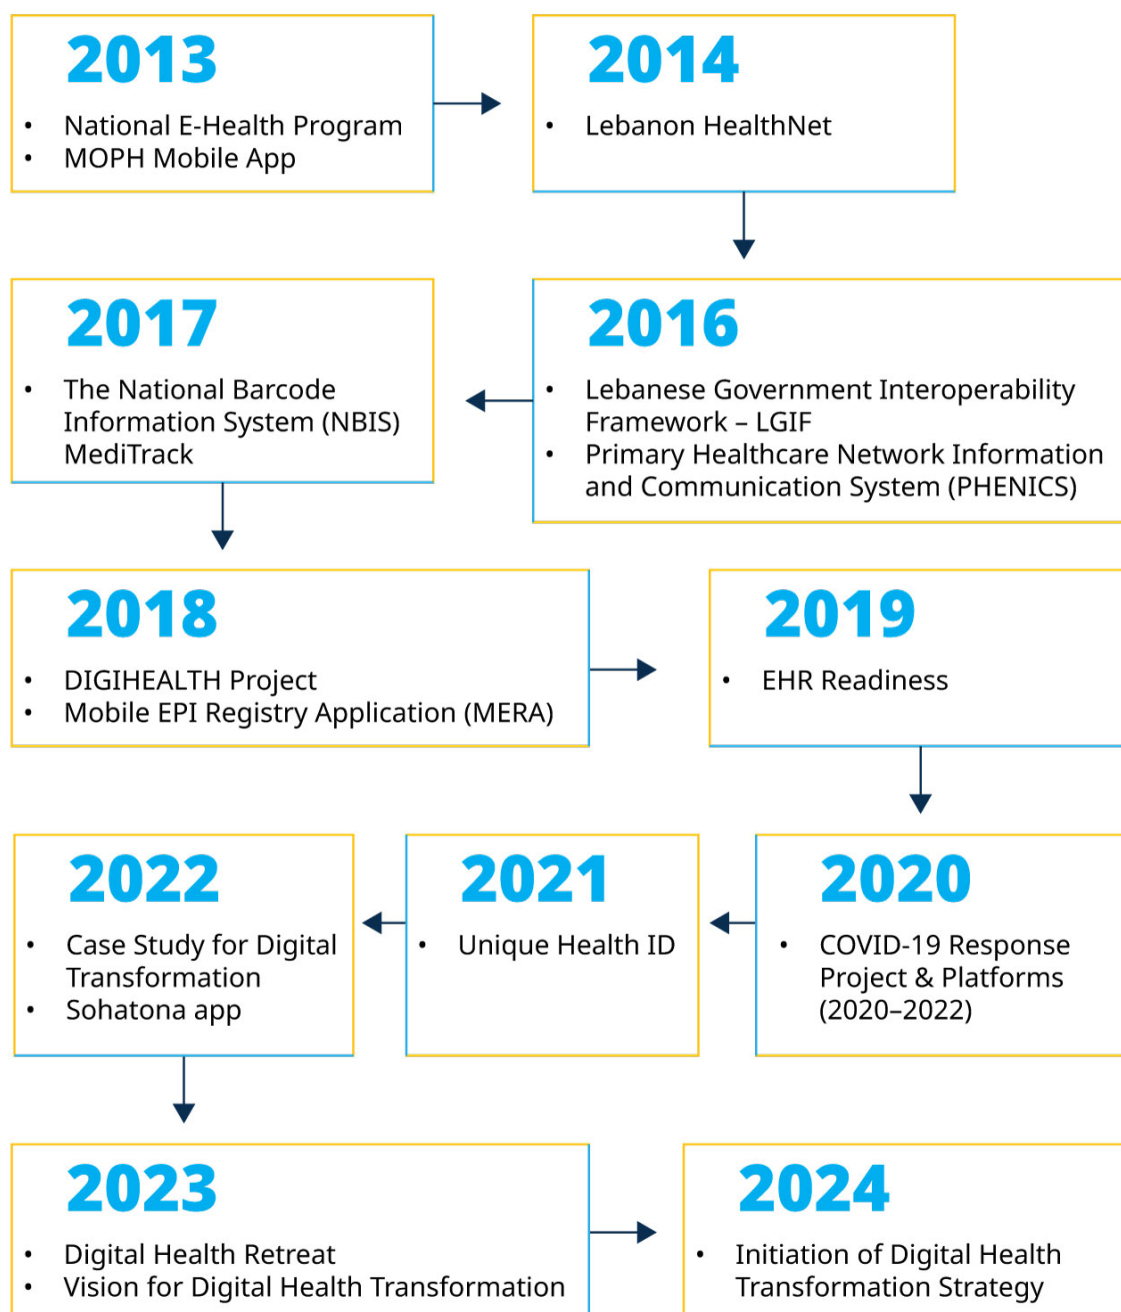 2013
• National E-Health Program
• MOPH Mobile App
2014
• Lebanon HealthNet
2016
• Lebanese Government Interoperability
Framework – LGIF
• Primary Healthcare Network Information
and Communication System (PHENICS)
2017
• The National Barcode
Information System (NBIS)
MediTrack
2018
• DIGIHEALTH Project
• Mobile EPI Registry Application (MERA)
2019
• EHR Readiness
2020
• COVID-19 Response
Project & Platforms
(2020–2022)
2021
• Unique Health ID
2022
• Case Study for Digital
Transformation
• Sohatona app
2023
• Digital Health Retreat
• Vision for Digital Health Transformation
2024
• Initiation of Digital Health
Transformation Strategy